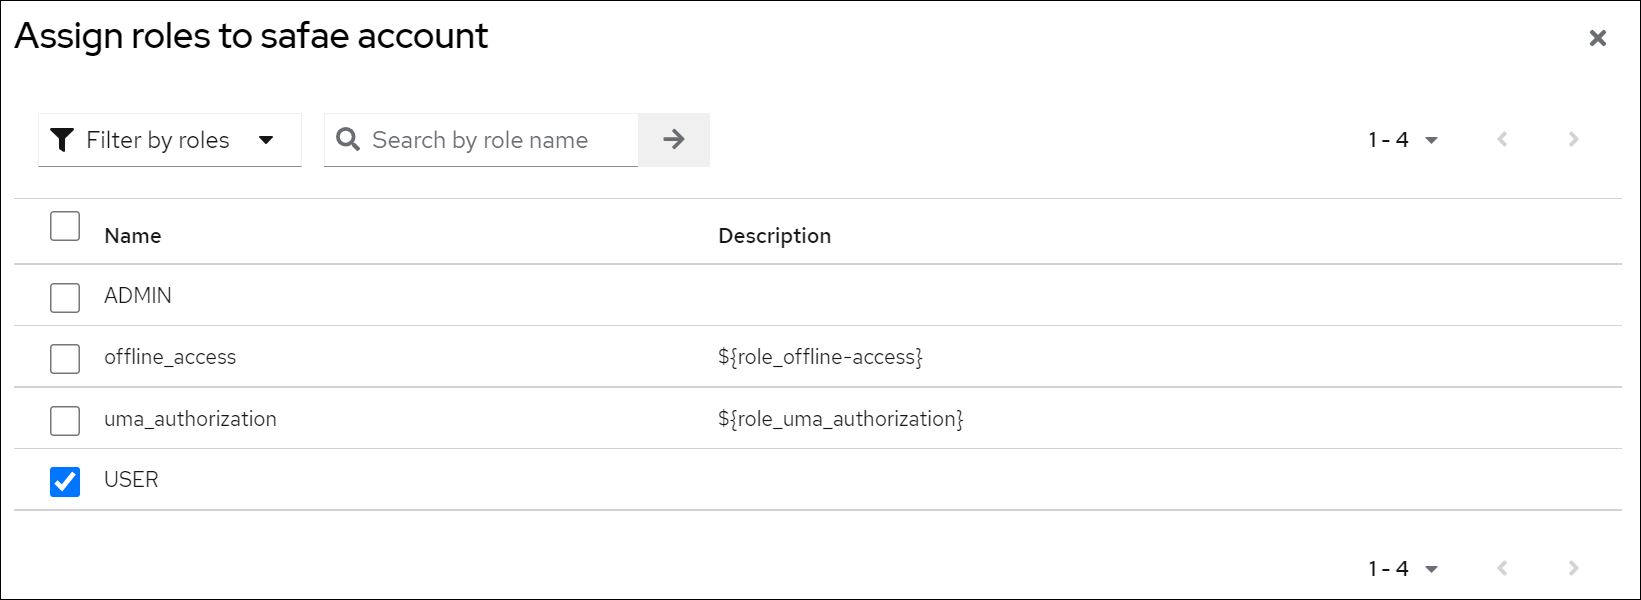 Assign roles to safae account
Filter by roles Search by role name 1 - 4
Name Description
ADMIN
offline_access ${role_offline-access}
uma_authorization ${role_uma_authorization}
USER
1 - 4